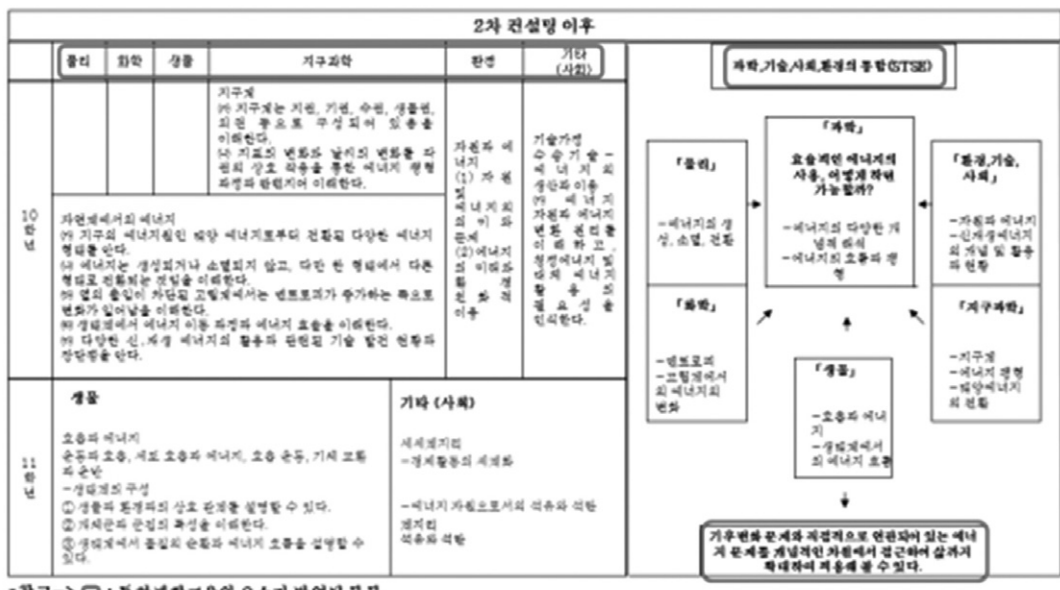 2차 컨설팅 이후
물리 화학 생물 지구과학 환경 기타
(사회)
10
학
년
지구계
(가) 지구계는 지권, 기권, 수권, 생물권,
외권 등으로 구성되어 있음을
이해한다.
(나) 지표의 변화와 날씨의 변화를 각
권의 상호 작용을 통한 에너지 평형
과정과 관련지어 이해한다.
자연계에서의 에너지
(가) 지구의 에너지원인 태양 에너지로부터 전환된 다양한 에너지
형태를 안다.
(나) 에너지는 생성되거나 소멸되지 않고, 다만 한 형태에서 다른
형태로 전환되는 것임을 이해한다.
(다) 열의 출입이 차단된 고립계에서는 엔트로피가 증가하는 쪽으로
변화가 일어남을 이해한다.
(라) 생태계에서 에너지 이동 과정과 에너지 효율을 이해한다.
(마) 다양한 신·재생 에너지의 활용과 관련된 기술 발전 현황과
장단점을 안다.
자원과 에
너지
(1) 자원
및
에너지의
의미와
문제
(2)에너지
의 이해와
환경
친화적
이용
기술가정
수송기술-
에너지의
생산과 이용
(가) 에너지
자원과 에너지
변환 원리를
이해하고,
청정에너지 및
대체 에너지
활용의
필요성을
인식한다.
11
학
년
생물
호흡과 에너지
운동과 호흡, 세포 호흡과 에너지, 호흡 운동, 기체 교환
과 운반
-생태계의 구성
① 생물과 환경과의 상호 관계를 설명할 수 있다.
② 개체군과 군집의 특성을 이해한다.
③ 생태계에서 물질의 순환과 에너지 흐름을 설명할 수
있다.
기타 (사회)
세계지리
-경제활동의 세계화
-에너지 자원으로서의 석유와 석탄
경지리
석유와 석탄
과학,기술,사회,환경의 통합(STSE)
「물리」
-에너지의 생
성, 소멸, 전환
「과학」
효율적인 에너지의
사용, 어떻게 하면
가능할까?
-에너지의 다양한 개
념적 해석
-에너지의 흐름과 평
형
「환경,기술,
사회」
-자원과 에너지
-신재생에너지
의 개념 및 활용
과 현황
「화학」
-엔트로피
-고립계에서
의 에너지의
변화
「생물」
-호흡과 에너
지
-생태계에서
의 에너지 흐름
「지구과학」
-지구계
-에너지 평형
-태양에너지
의 전환
기후변화 문제와 직접적으로 연관되어 있는 에너
지 문제를 개념적인 차원에서 접근하여 삶까지
확대하여 적용해 볼 수 있다.